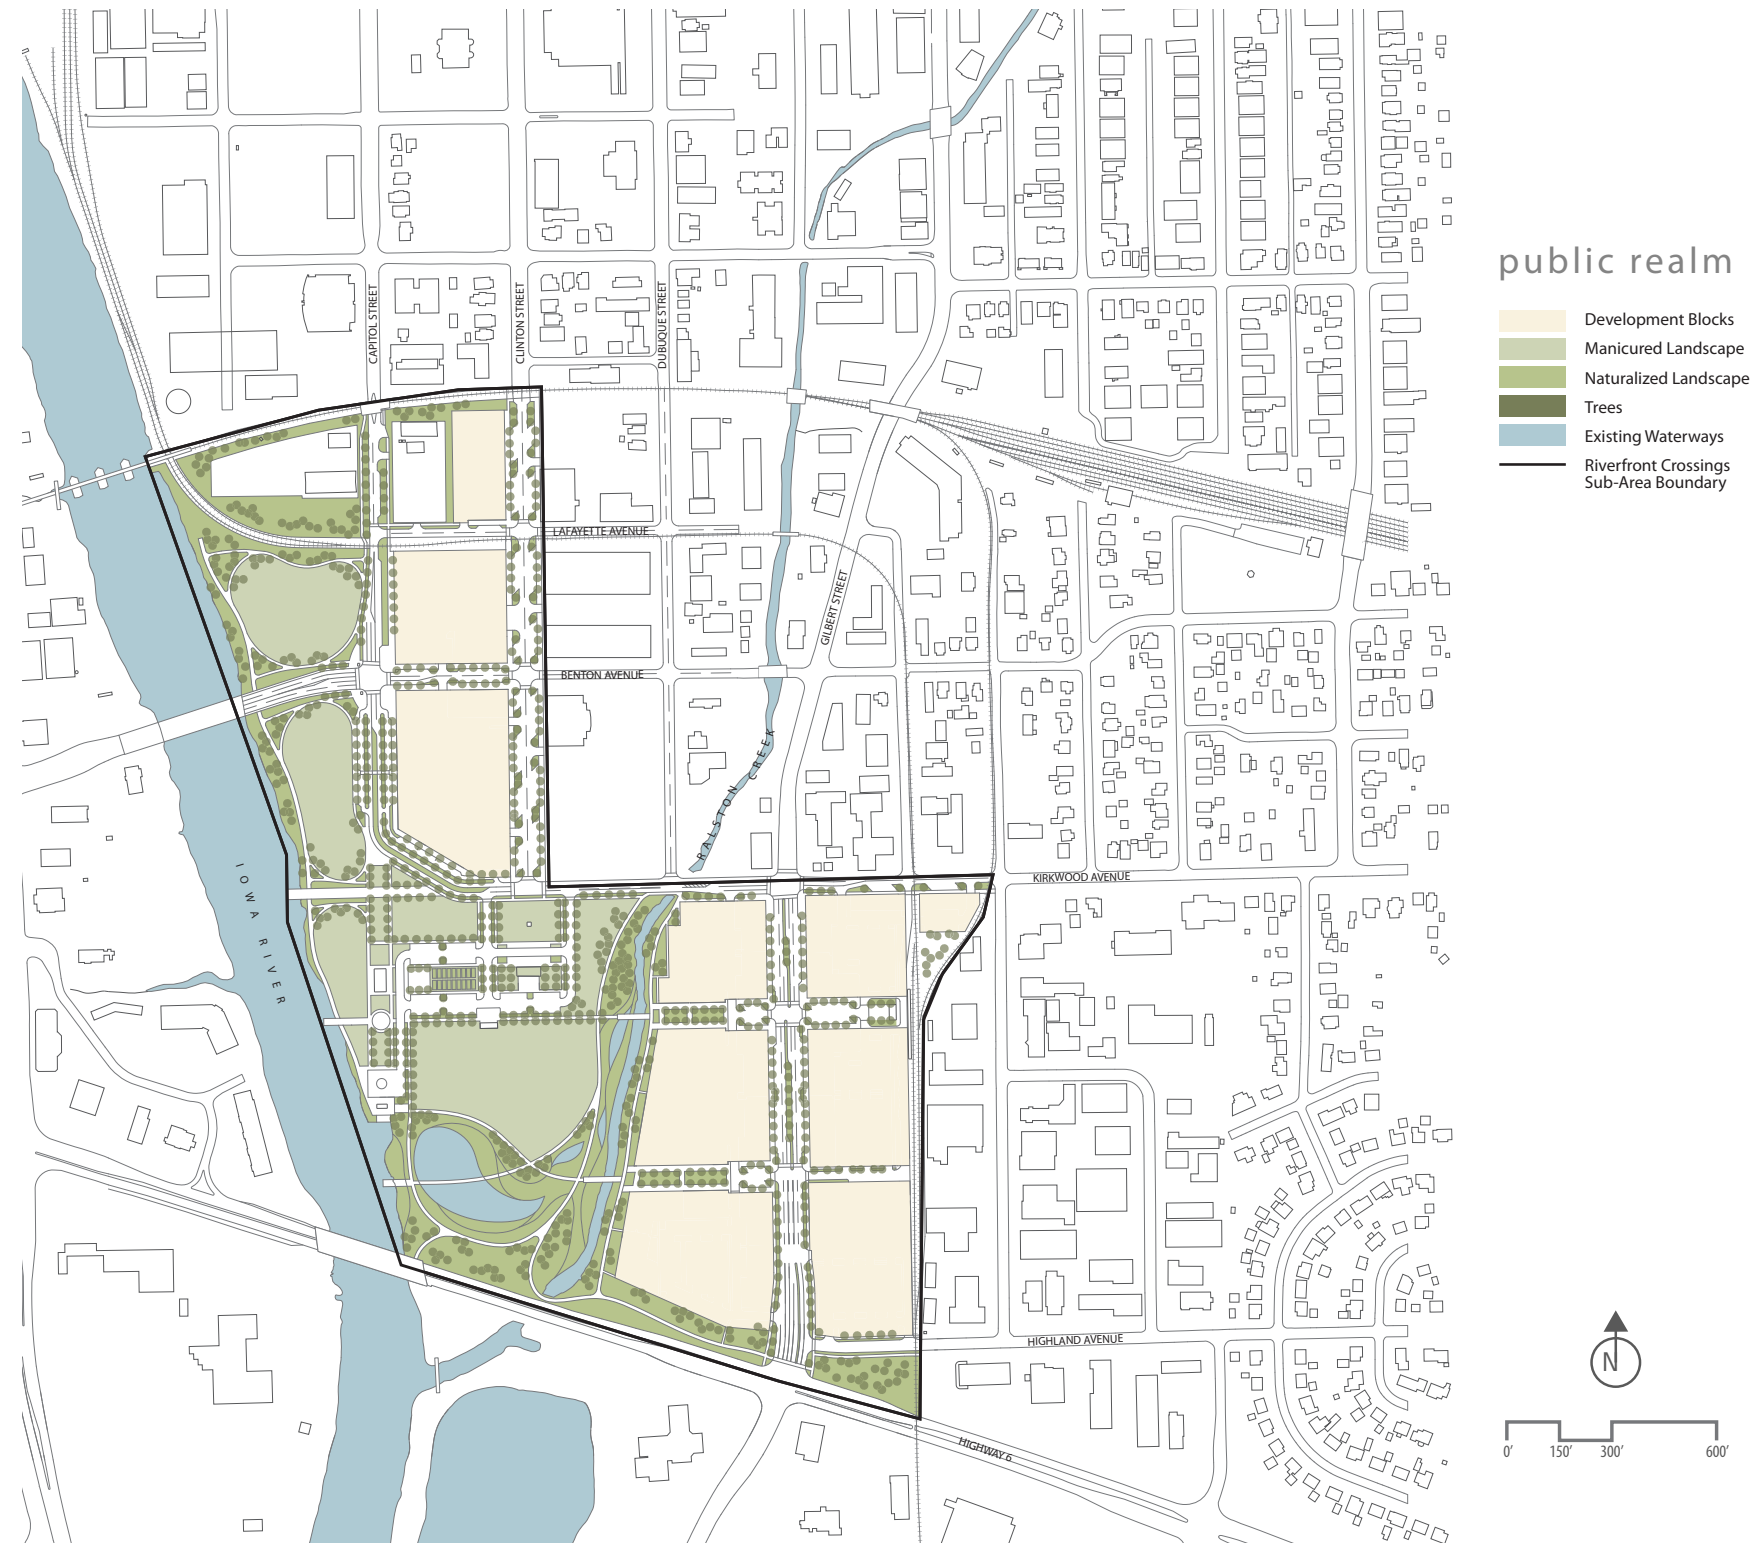 public realm
Development Blocks
Manicured Landscape
Naturalized Landscape
Trees
Existing Waterways
Riverfront Crossings
Sub-Area Boundary
CAPITOL STREET
CLINTON STREET
DUBUQUE STREET
LAFAYETTE AVENUE
GILBERT STREET
BENTON AVENUE
RALSTON CREEK
IOWA RIVER
KIRKWOOD AVENUE
HIGHLAND AVENUE
HIGHWAY 6
N
0' 150' 300' 600'